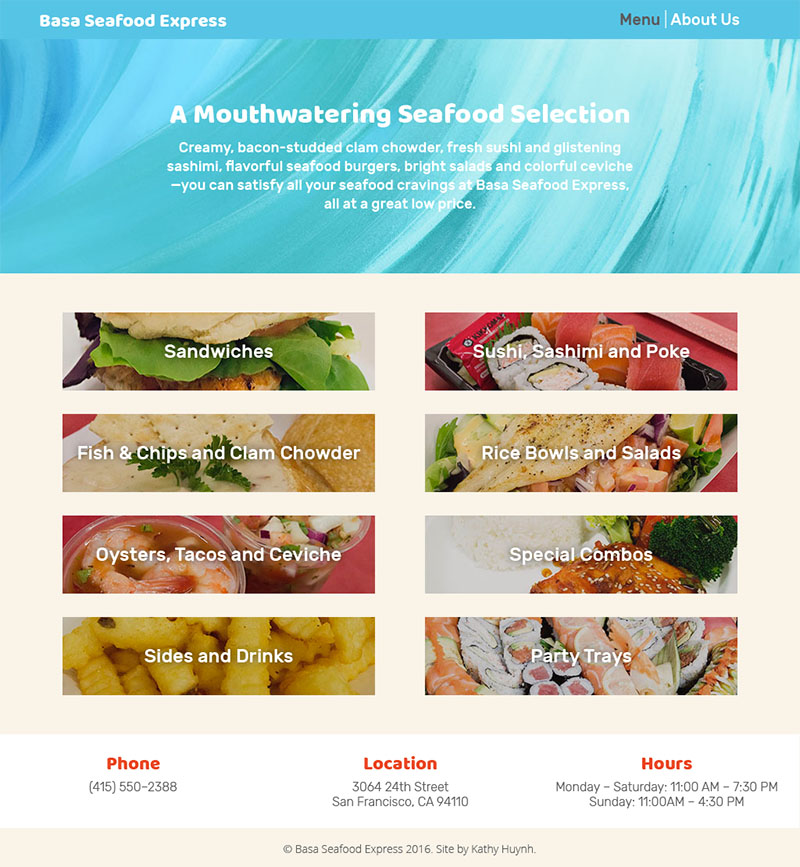 Basa Seafood Express
Menu | About Us
A Mouthwatering Seafood Selection
Creamy, bacon-studded clam chowder, fresh sushi and glistening
sashimi, flavorful seafood burgers, bright salads and colorful ceviche
—you can satisfy all your seafood cravings at Basa Seafood Express,
all at a great low price.
Sandwiches
Sushi, Sashimi and Poke
Fish & Chips and Clam Chowder
Rice Bowls and Salads
Oysters, Tacos and Ceviche
Special Combos
Sides and Drinks
Party Trays
Phone
(415) 550-2388
Location
3064 24th Street
San Francisco, CA 94110
Hours
Monday – Saturday: 11:00 AM – 7:30 PM
Sunday: 11:00AM – 4:30 PM
© Basa Seafood Express 2016. Site by Kathy Huynh.